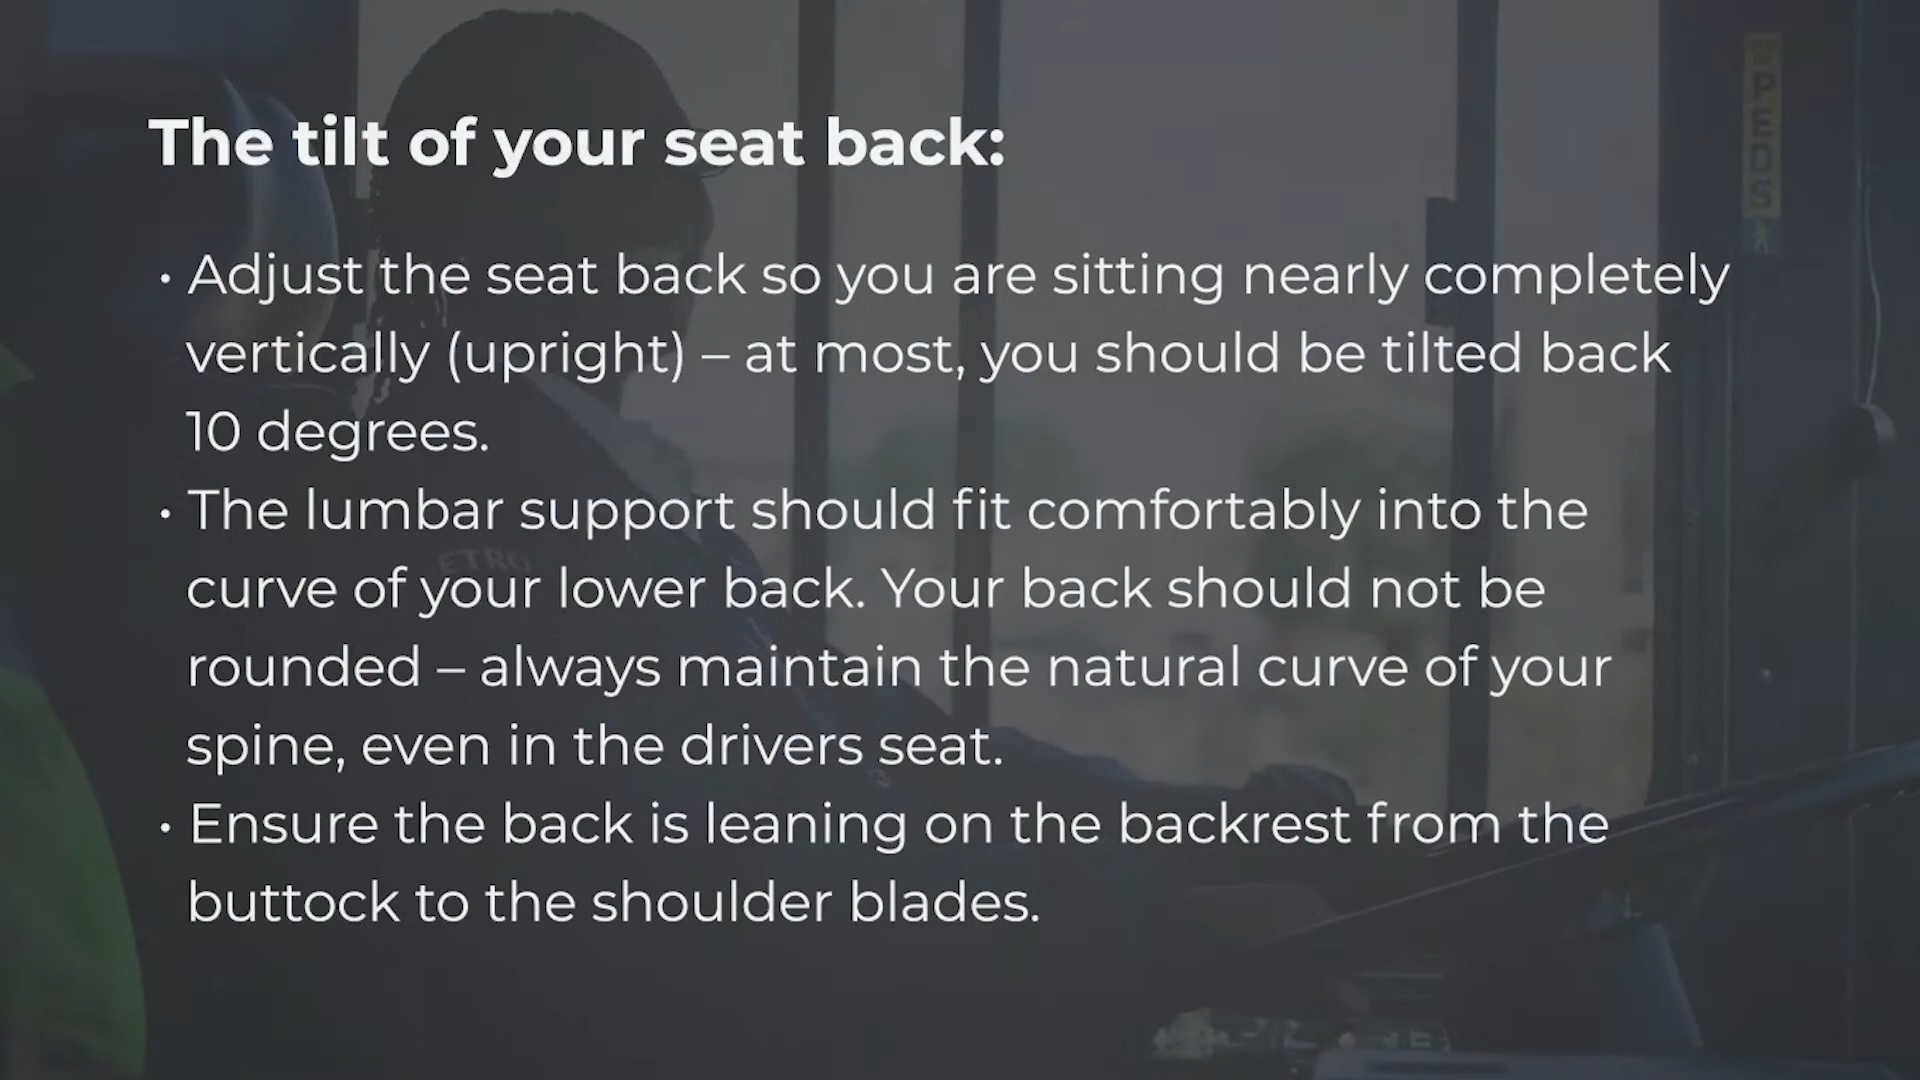 The tilt of your seat back:
• Adjust the seat back so you are sitting nearly completely
vertically (upright) – at most, you should be tilted back
10 degrees.
• The lumbar support should fit comfortably into the
curve of your lower back. Your back should not be
rounded – always maintain the natural curve of your
spine, even in the drivers seat.
• Ensure the back is leaning on the backrest from the
buttock to the shoulder blades.
PEDS
ETRO